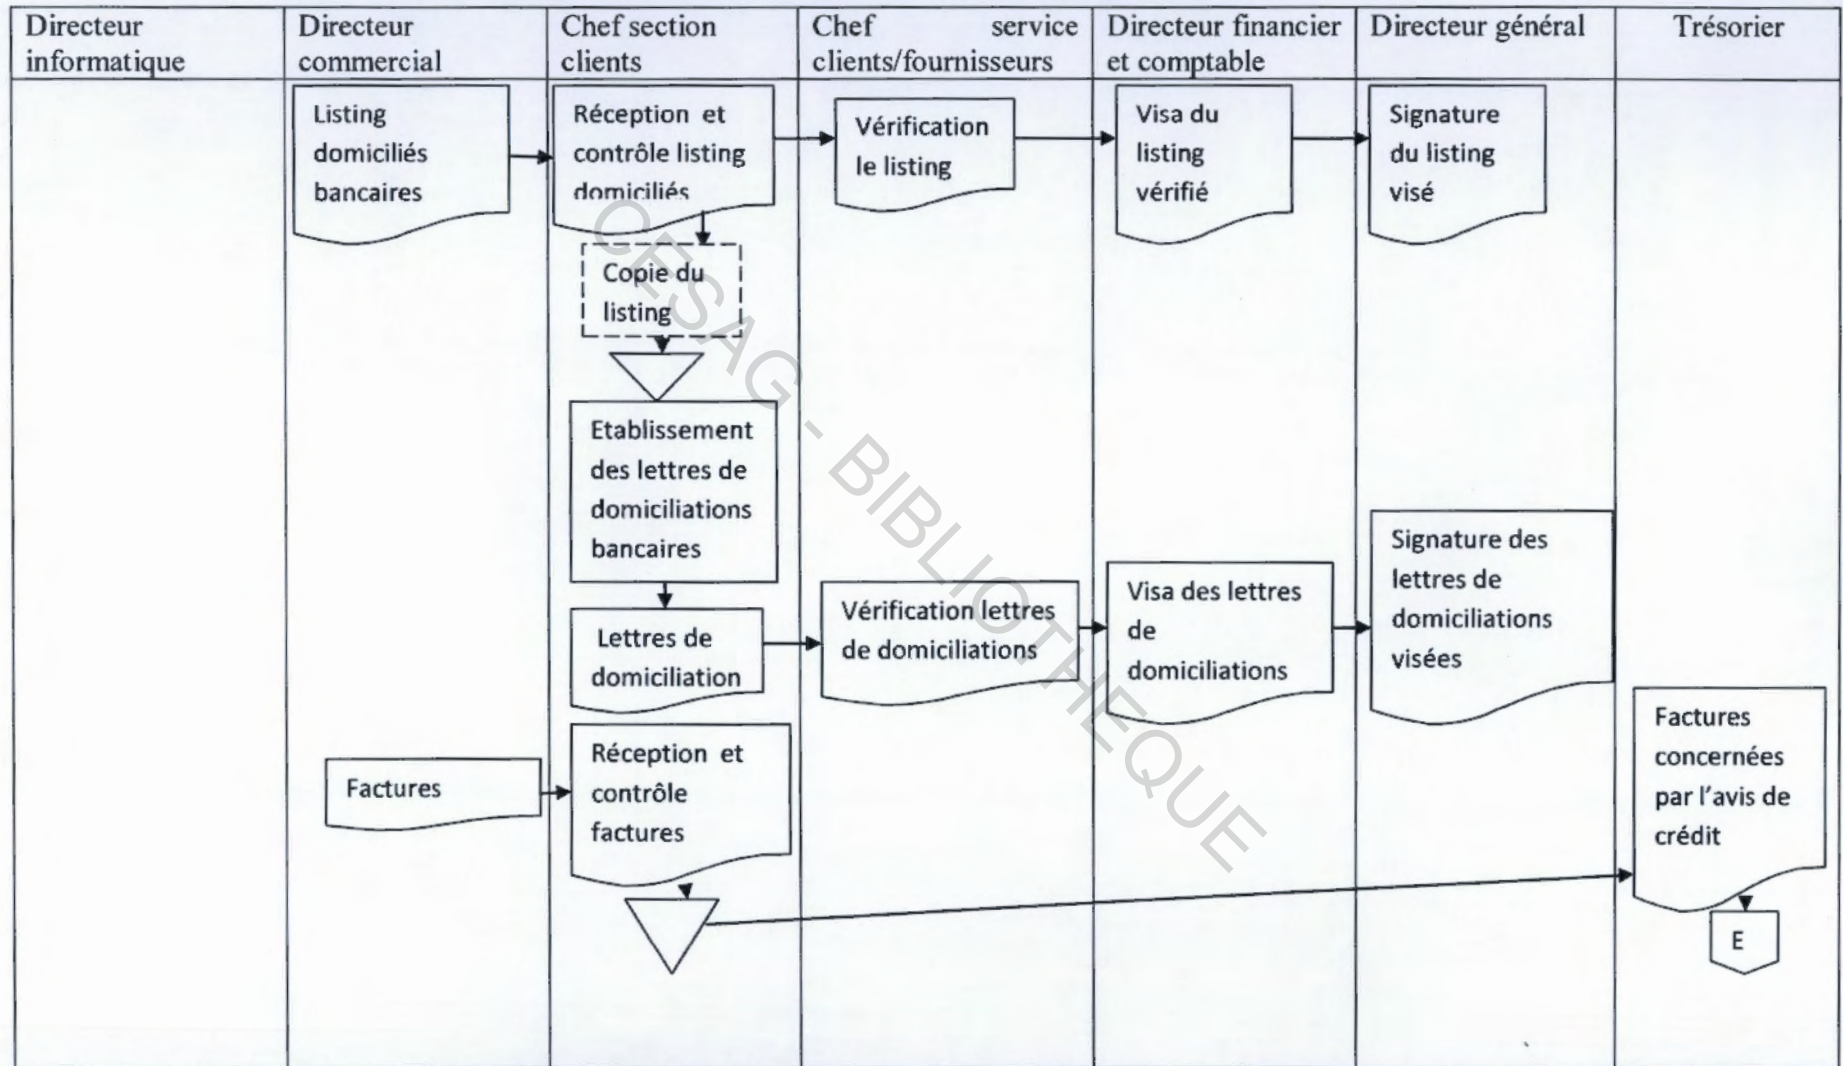 Directeur
informatique
Directeur
commercial
Chef section
clients
Chef service
clients/fournisseurs
Directeur financier
et comptable
Directeur général
Trésorier
Listing
domiciliés
bancaires
Réception et
contrôle listing
domiciliés
Vérification
le listing
Visa du
listing
vérifié
Signature
du listing
visé
Copie du
listing
Etablissement
des lettres de
domiciliations
bancaires
Lettres de
domiciliation
Vérification lettres
de domiciliations
Visa des lettres
de
domiciliations
Signature des
lettres de
domiciliations
visées
Factures
Réception et
contrôle
factures
Factures
concernées
par l'avis de
crédit
E
CESAG - BIBLIOTHEQUE